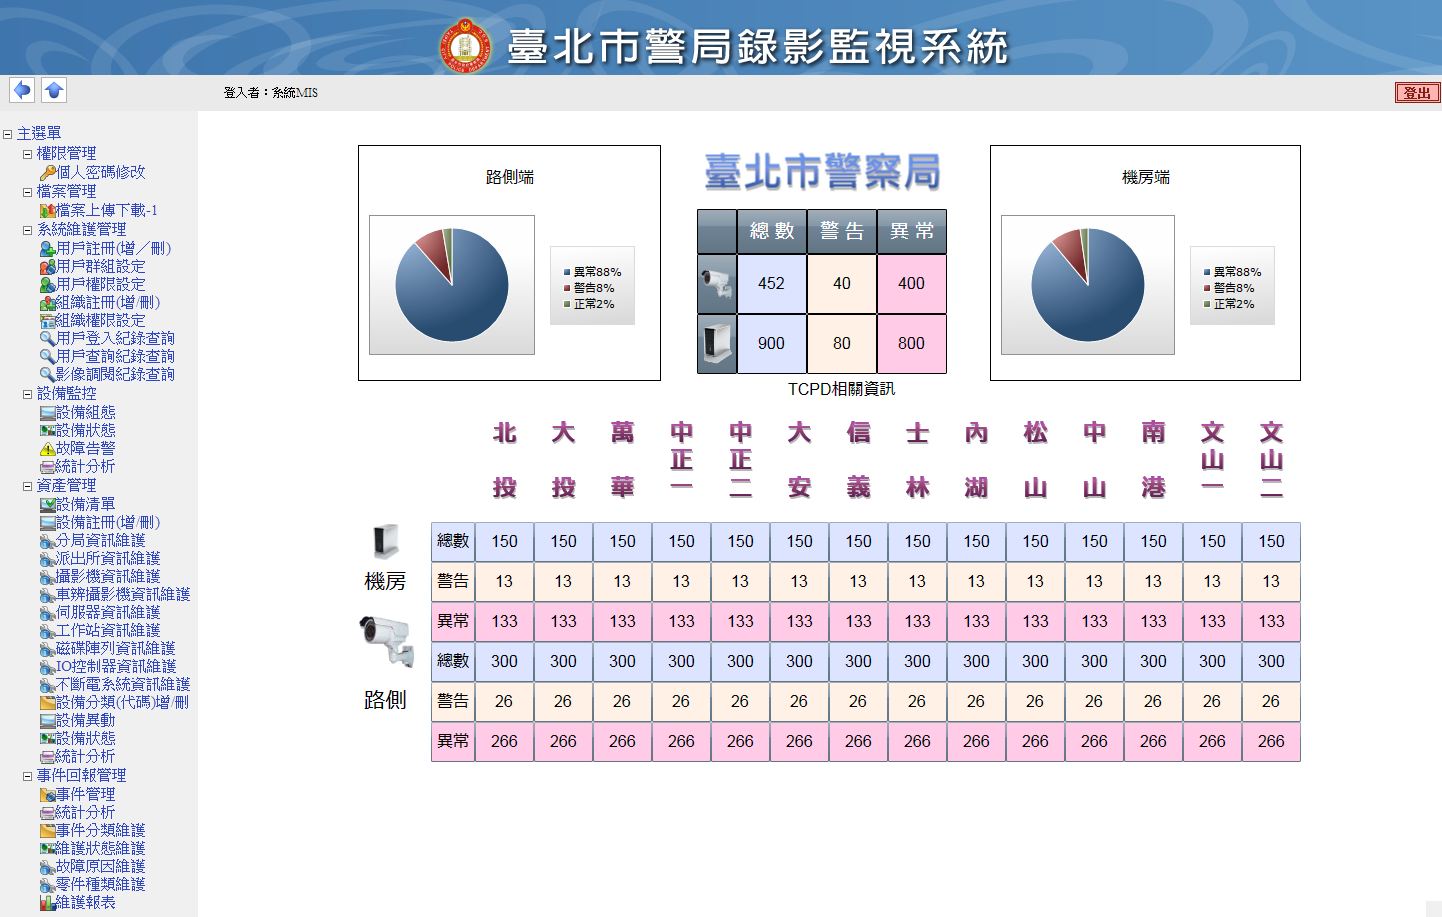 臺北市警局錄影監視系統
登入者：系統MIS
登出
主選單
權限管理
個人密碼修改
檔案管理
檔案上傳下載-1
系統維護管理
用戶註冊(增／刪)
用戶群組設定
用戶權限設定
組織註冊(增/刪)
組織權限設定
用戶登入紀錄查詢
用戶查詢紀錄查詢
影像調閱紀錄查詢
設備監控
設備組態
設備狀態
故障告警
統計分析
資產管理
設備清單
設備註冊(增/刪)
分局資訊維護
派出所資訊維護
攝影機資訊維護
車辨攝影機資訊維護
伺服器資訊維護
工作站資訊維護
磁碟陣列資訊維護
IO控制器資訊維護
不斷電系統資訊維護
設備分類(代碼)增/刪
設備異動
設備狀態
統計分析
事件回報管理
事件管理
統計分析
事件分類維護
維護狀態維護
故障原因維護
零件種類維護
維護報表
路側端
異常88%
警告8%
正常2%
臺北市警察局
總數 警告 異常
452 40 400
900 80 800
TCPD相關資訊
機房端
異常88%
警告8%
正常2%
北投 大投 萬華 中正一 中正二 大安 信義 士林 內湖 松山 中山 南港 文山一 文山二
機房
總數 150 150 150 150 150 150 150 150 150 150 150 150 150 150
警告 13 13 13 13 13 13 13 13 13 13 13 13 13 13
異常 133 133 133 133 133 133 133 133 133 133 133 133 133 133
路側
總數 300 300 300 300 300 300 300 300 300 300 300 300 300 300
警告 26 26 26 26 26 26 26 26 26 26 26 26 26 26
異常 266 266 266 266 266 266 266 266 266 266 266 266 266 266